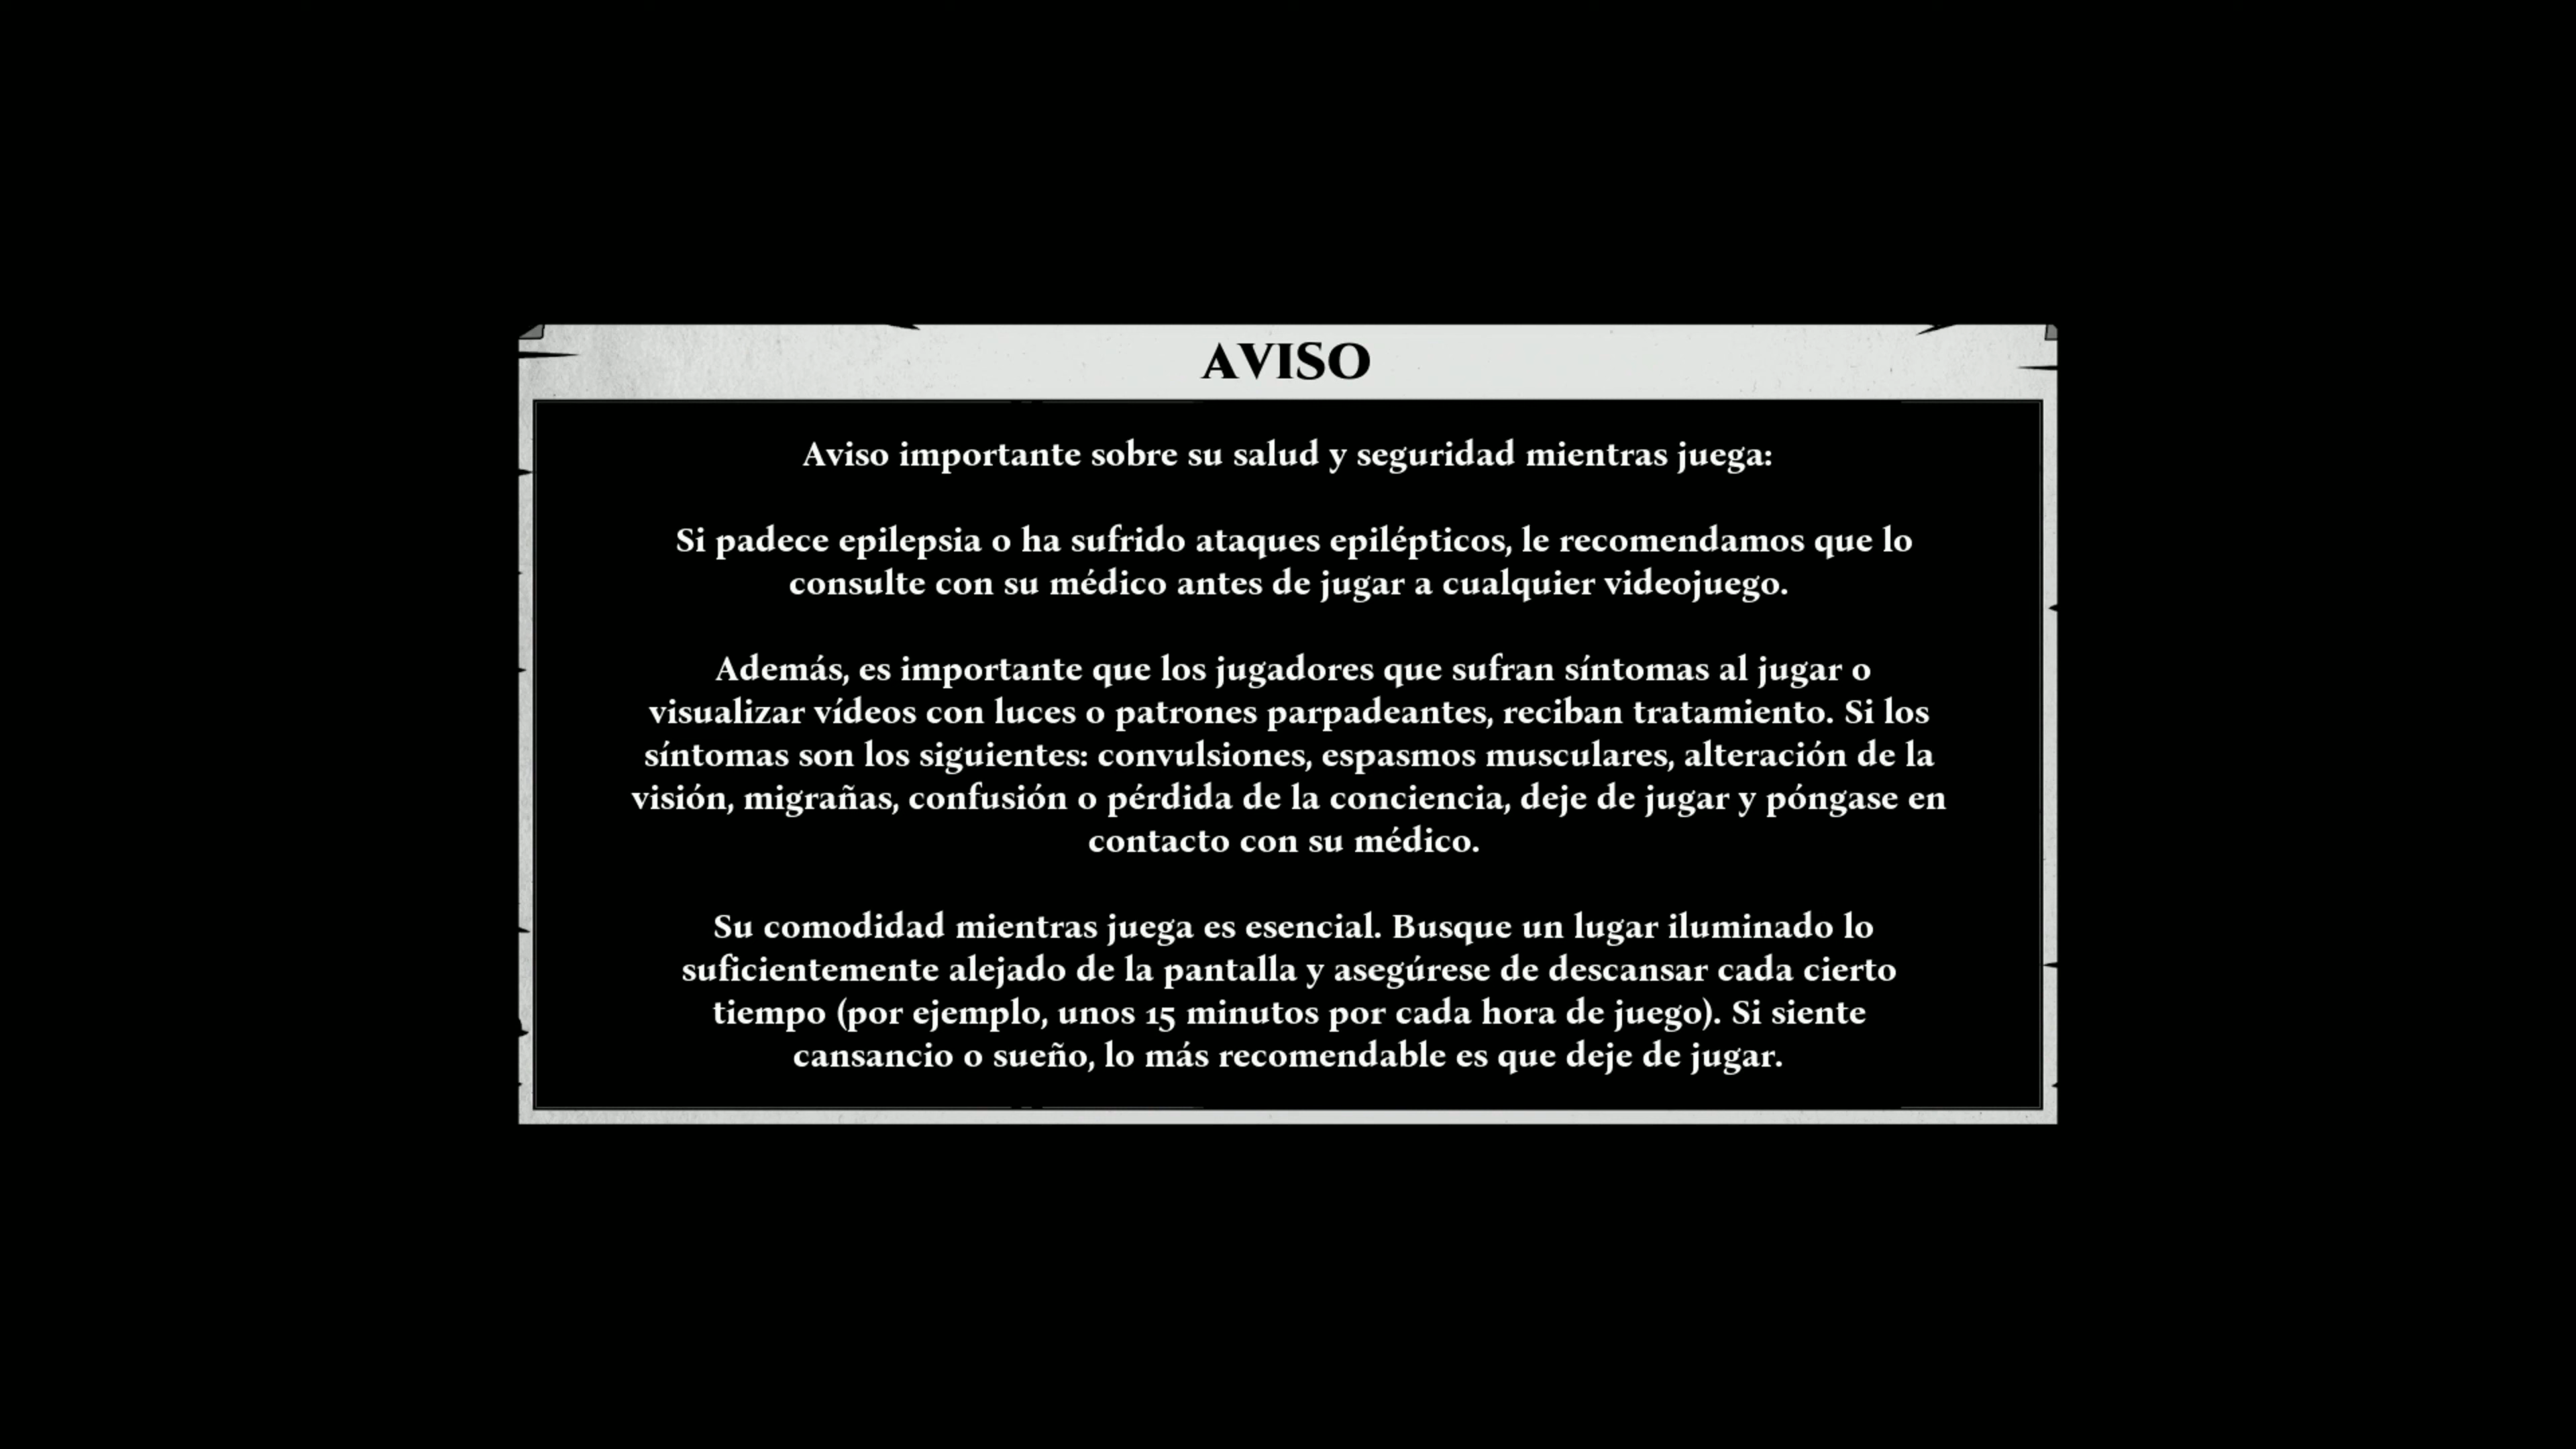 AVISO
Aviso importante sobre su salud y seguridad mientras juega:
Si padece epilepsia o ha sufrido ataques epilépticos, le recomendamos que lo
consulte con su médico antes de jugar a cualquier videojuego.
Además, es importante que los jugadores que sufran síntomas al jugar o
visualizar vídeos con luces o patrones parpadeantes, reciban tratamiento. Si los
síntomas son los siguientes: convulsiones, espasmos musculares, alteración de la
visión, migrañas, confusión o pérdida de la conciencia, deje de jugar y póngase en
contacto con su médico.
Su comodidad mientras juega es esencial. Busque un lugar iluminado lo
suficientemente alejado de la pantalla y asegúrese de descansar cada cierto
tiempo (por ejemplo, unos 15 minutos por cada hora de juego). Si siente
cansancio o sueño, lo más recomendable es que deje de jugar.